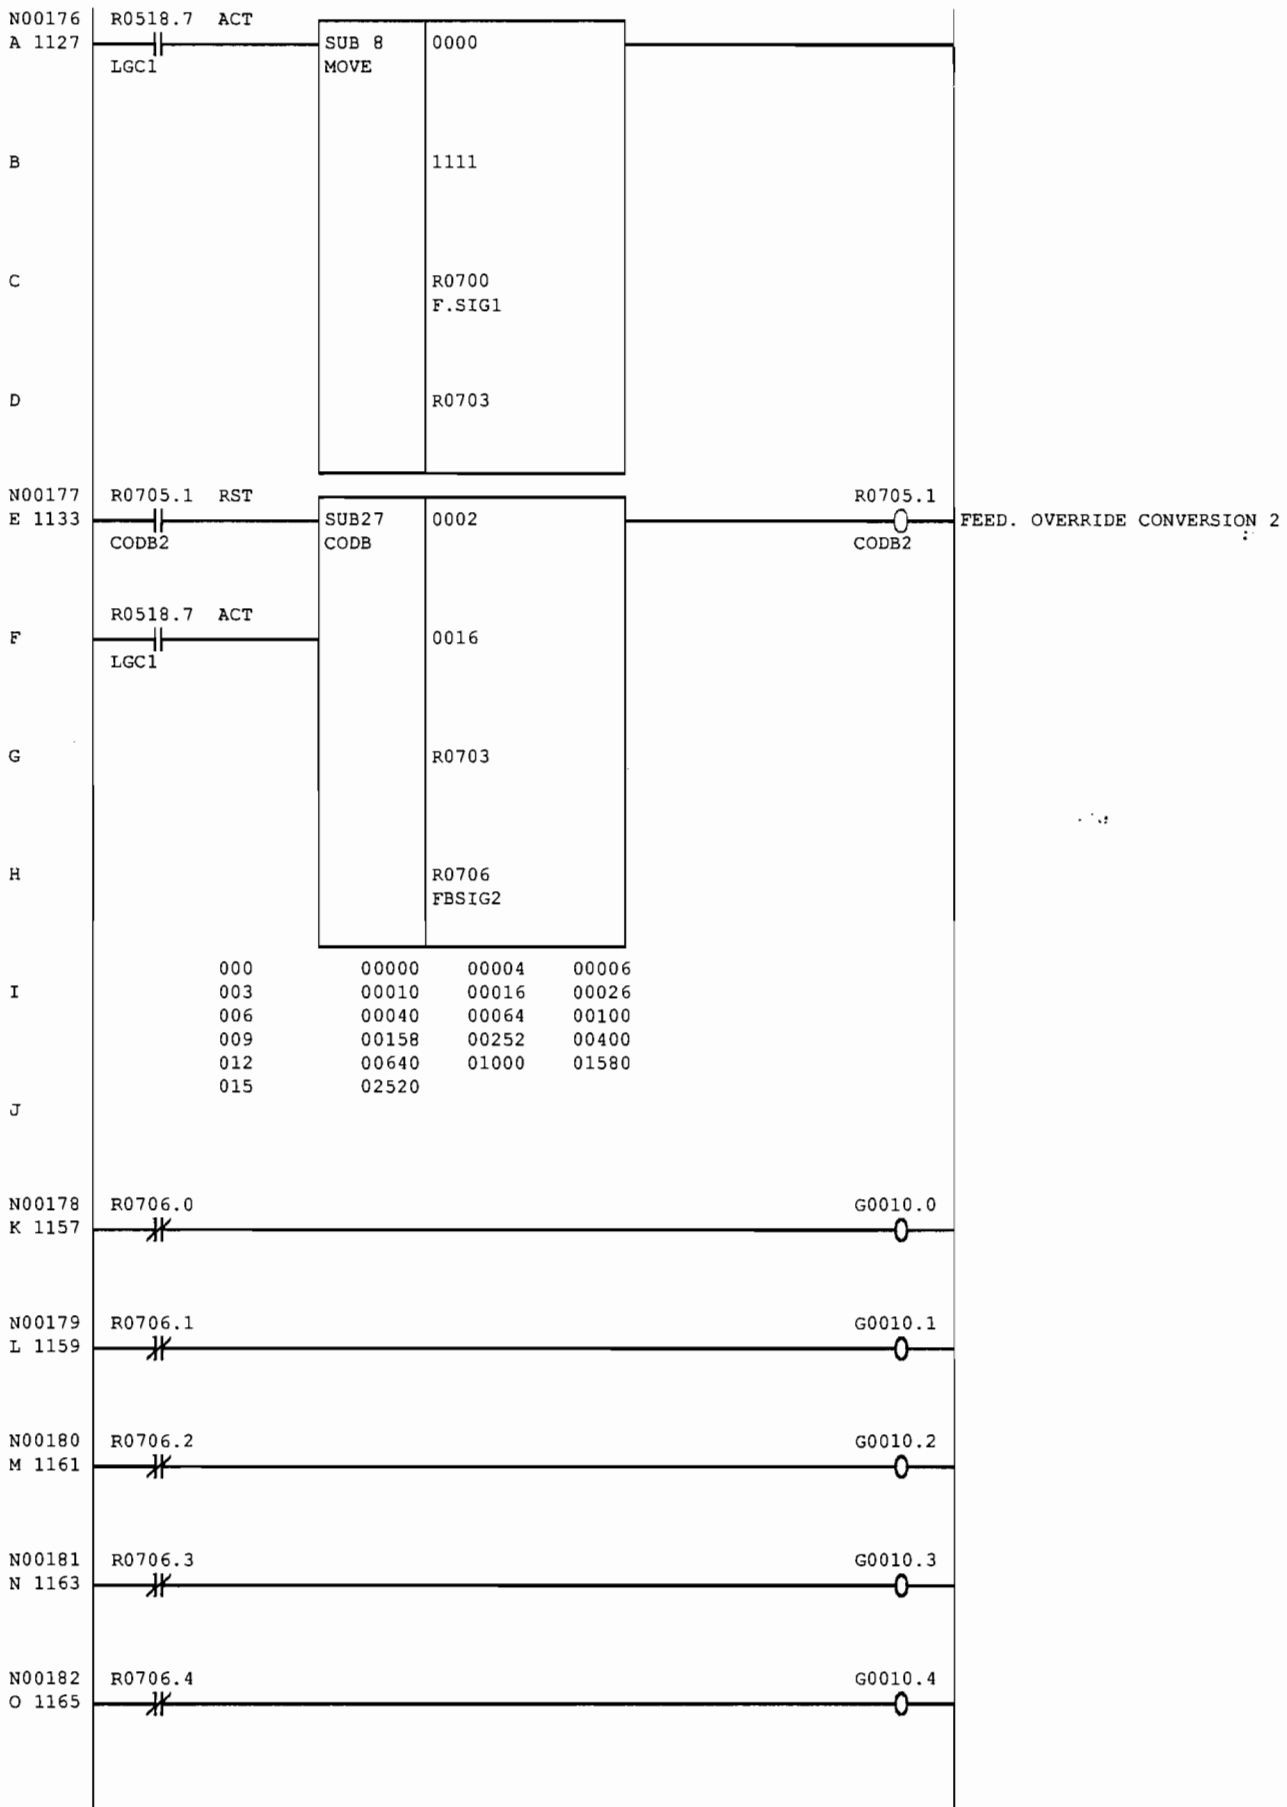 N00176 R0518.7 ACT
A 1127 SUB 8 0000
LGC1 MOVE
B 1111
C R0700
F.SIG1
D R0703
N00177 R0705.1 RST R0705.1
E 1133 SUB27 0002 FEED. OVERRIDE CONVERSION 2
CODB2 CODB CODB2
R0518.7 ACT
F 0016
LGC1
G R0703
H R0706
FBSIG2
000 00000 00004 00006
I 003 00010 00016 00026
006 00040 00064 00100
009 00158 00252 00400
012 00640 01000 01580
015 02520
J
N00178 R0706.0 G0010.0
K 1157
N00179 R0706.1 G0010.1
L 1159
N00180 R0706.2 G0010.2
M 1161
N00181 R0706.3 G0010.3
N 1163
N00182 R0706.4 G0010.4
O 1165